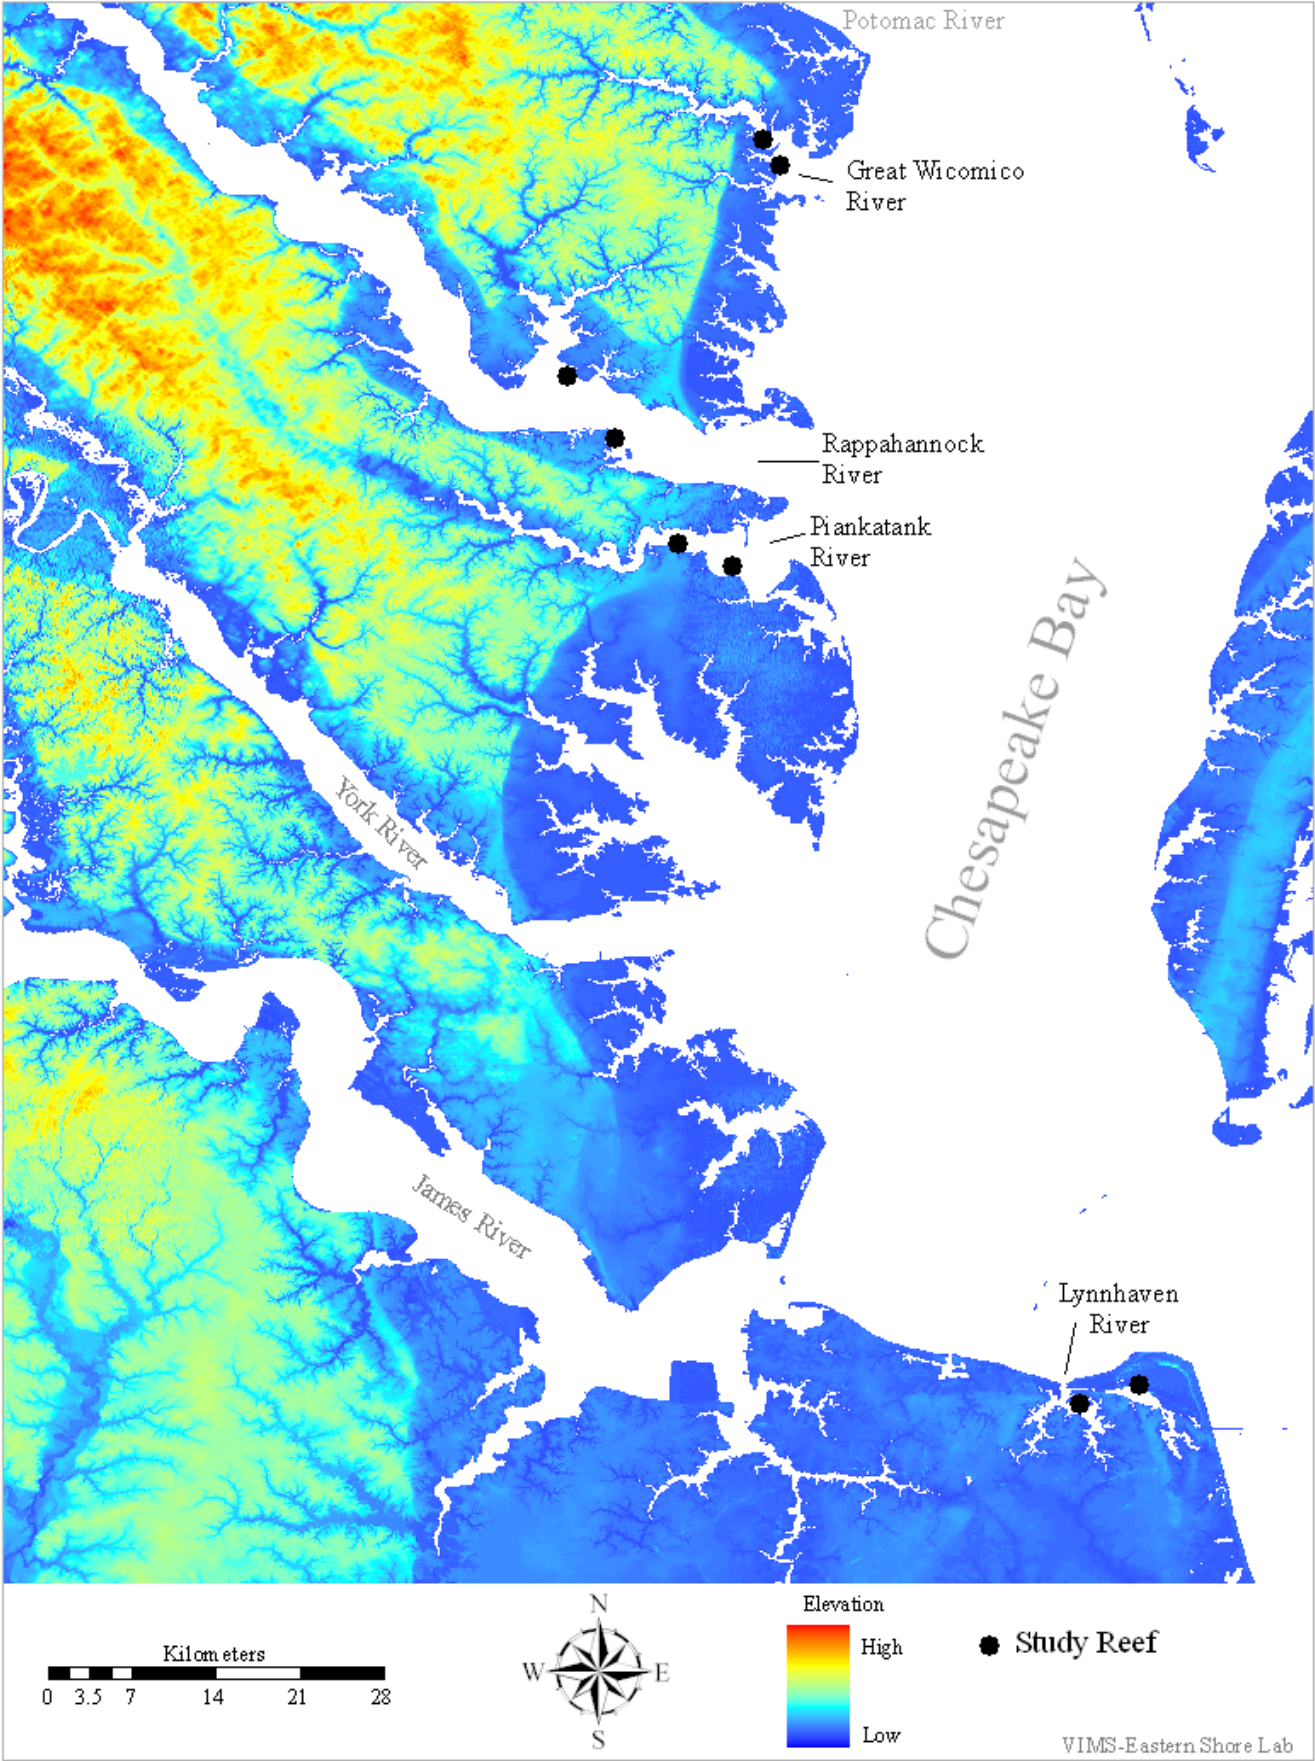 Potomac River
Great Wicomico
River
Rappahannock
River
Piankatank
River
Chesapeake Bay
York River
James River
Lynnhaven
River
Kilometers
0 3.5 7 14 21 28
N
W E
S
Elevation
High
Low
Study Reef
VIMS-Eastern Shore Lab